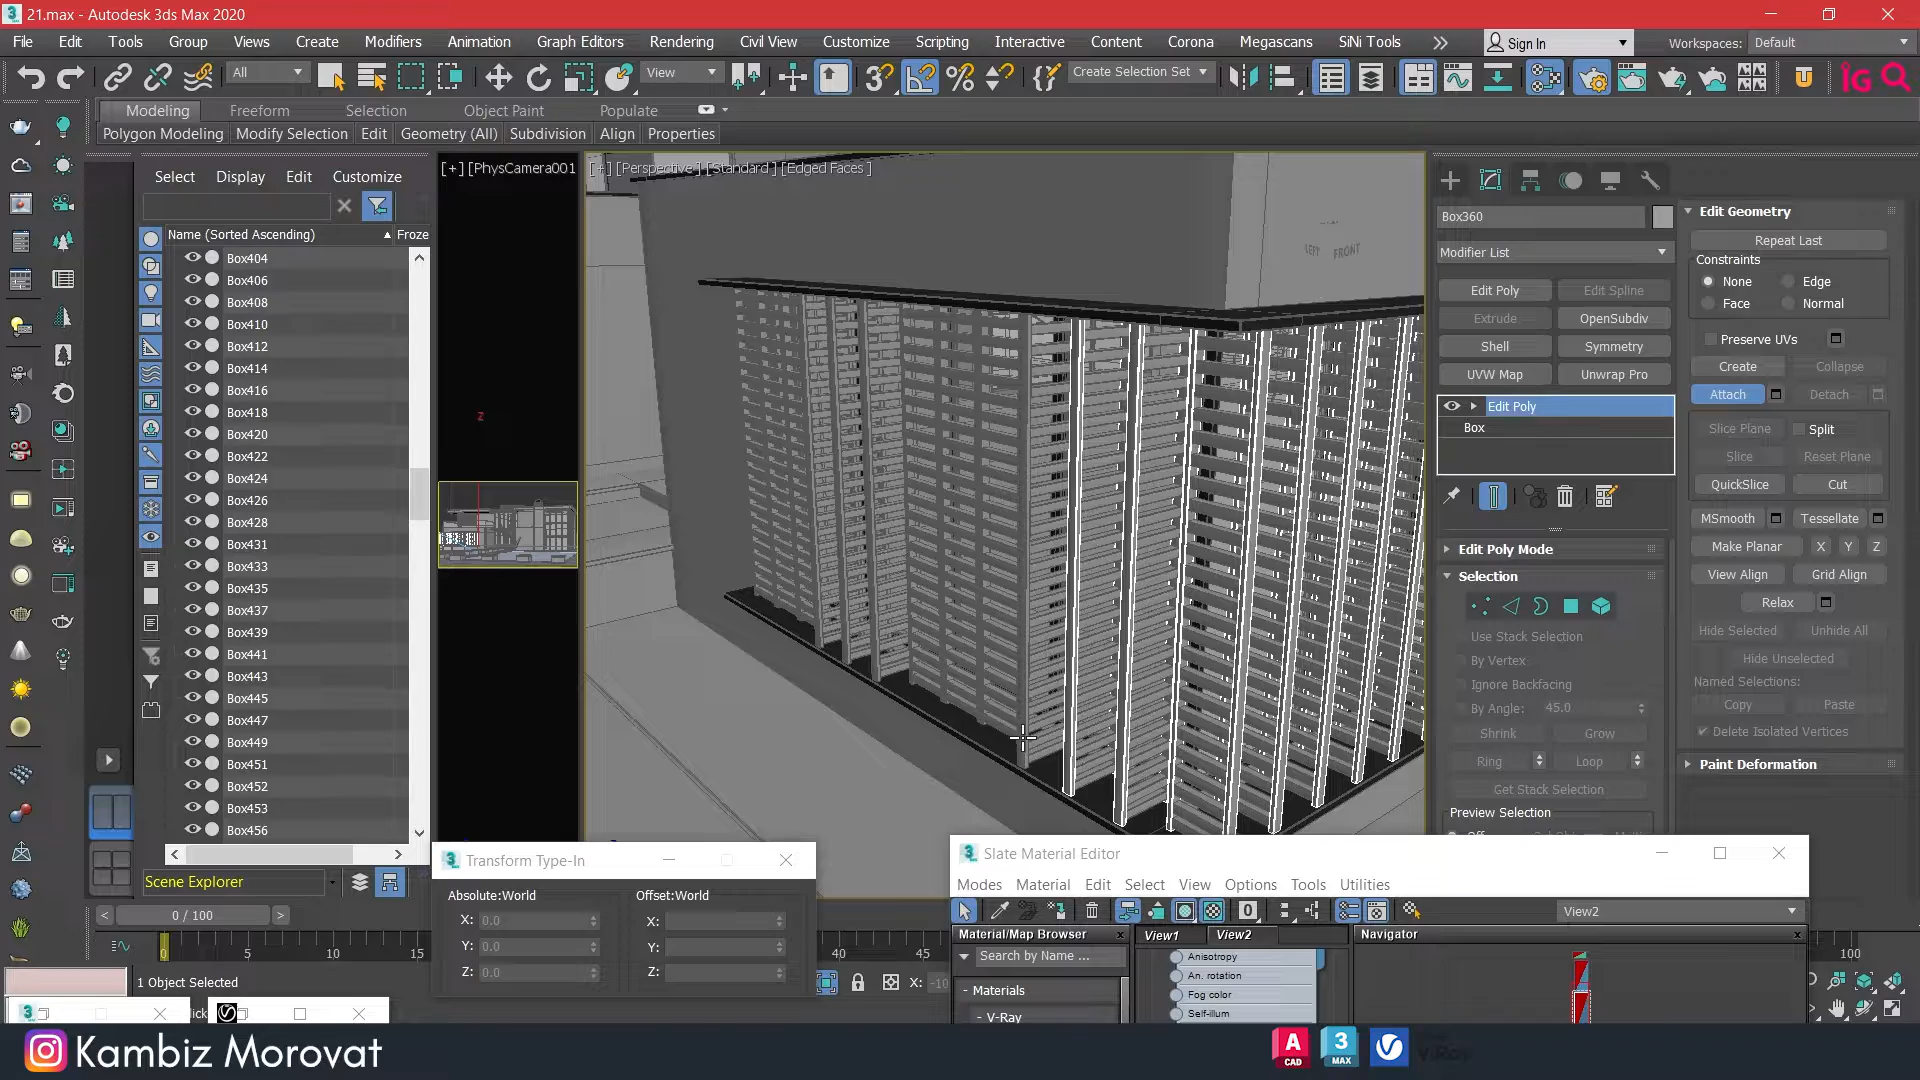 21.max - Autodesk 3ds Max 2020
File Edit Tools Group Views Create Modifiers Animation Graph Editors Rendering Civil View Customize Scripting Interactive Content Corona Megascans SiNi Tools Sign In Workspaces: Default
All View Create Selection Set
Modeling Freeform Selection Object Paint Populate
Polygon Modeling Modify Selection Edit Geometry (All) Subdivision Align Properties
Select Display Edit Customize
Name (Sorted Ascending) Froze
Box404
Box406
Box408
Box410
Box412
Box414
Box416
Box418
Box420
Box422
Box424
Box426
Box428
Box431
Box433
Box435
Box437
Box439
Box441
Box443
Box445
Box447
Box449
Box451
Box452
Box453
Box456
Scene Explorer
0 / 100
[+] [PhysCamera001
z
[+] [Perspective ] [Standard ] [Edged Faces ]
LEFT FRONT
Box360
Modifier List
Edit Poly Edit Spline
Extrude OpenSubdiv
Shell Symmetry
UVW Map Unwrap Pro
Edit Poly
Box
Edit Poly Mode
Selection
Use Stack Selection
By Vertex
Ignore Backfacing
By Angle: 45.0
Shrink Grow
Ring Loop
Get Stack Selection
Preview Selection
Edit Geometry
Repeat Last
Constraints
None Edge
Face Normal
Preserve UVs
Create Collapse
Attach Detach
Slice Plane Split
Slice Reset Plane
QuickSlice Cut
MSmooth Tessellate
Make Planar X Y Z
View Align Grid Align
Relax
Hide Selected Unhide All
Hide Unselected
Named Selections:
Copy Paste
Delete Isolated Vertices
Paint Deformation
Transform Type-In
Absolute:World Offset:World
X: 0.0 X:
Y: 0.0 Y:
Z: 0.0 Z:
Slate Material Editor
Modes Material Edit Select View Options Tools Utilities
View2
Material/Map Browser View1 View2 Navigator
Search by Name ...
- Materials
- V-Ray
Anisotropy
An. rotation
Fog color
Self-illum
0 5 10 15 40 45 100
1 Object Selected
X: -10
Kambiz Morovat
A CAD
3 MAX